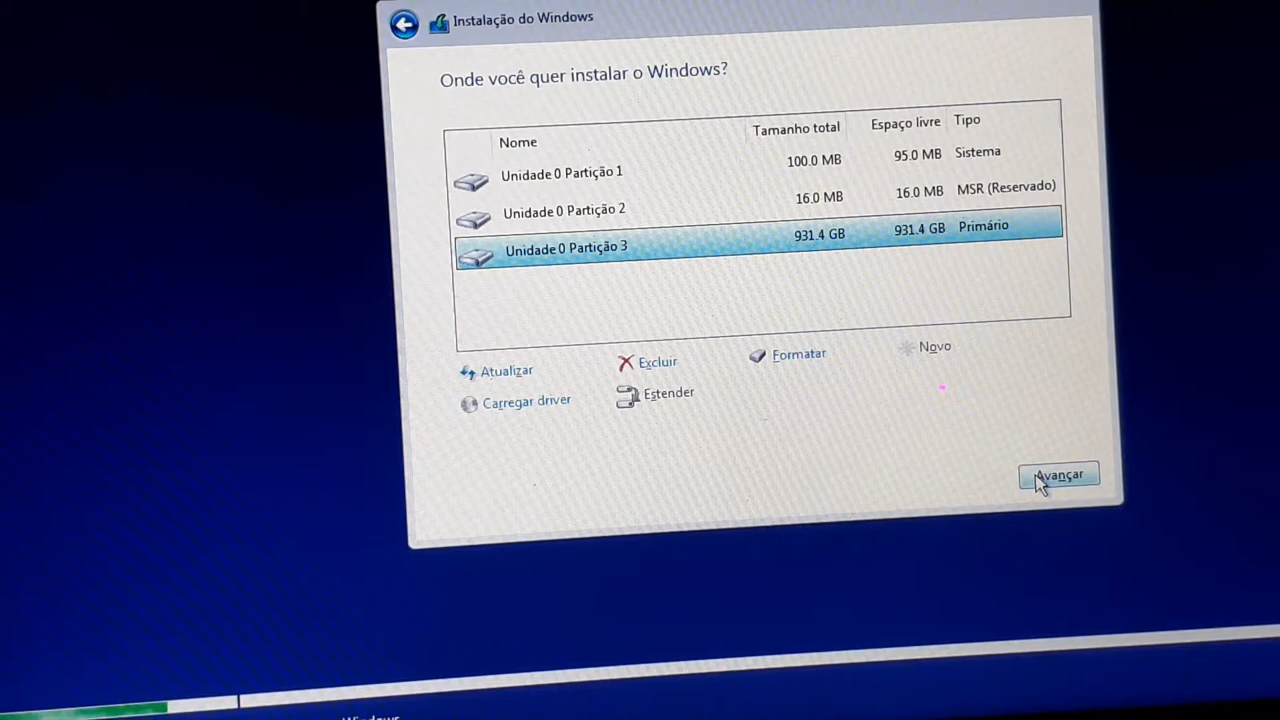 Instalação do Windows
Onde você quer instalar o Windows?
Nome Tamanho total Espaço livre Tipo
Unidade 0 Partição 1 100.0 MB 95.0 MB Sistema
Unidade 0 Partição 2 16.0 MB 16.0 MB MSR (Reservado)
Unidade 0 Partição 3 931.4 GB 931.4 GB Primário
Atualizar Excluir Formatar Novo
Carregar driver Estender
Avançar
Windows